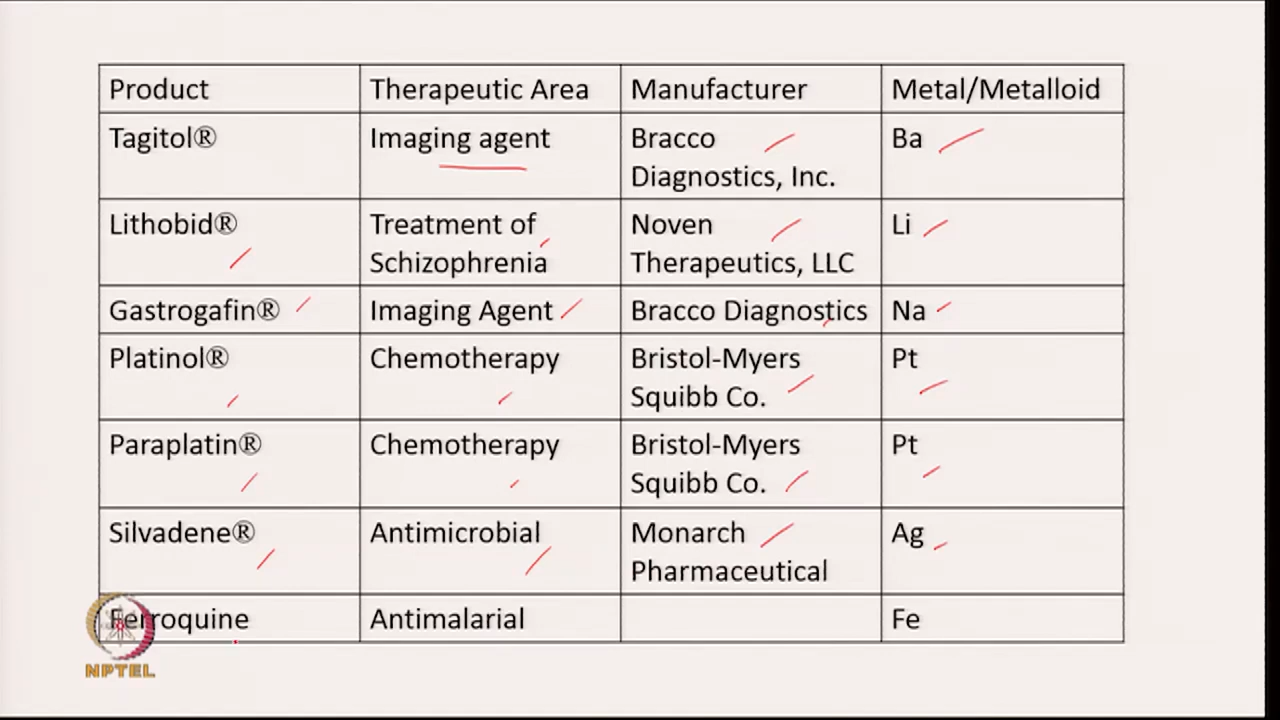 Product Therapeutic Area Manufacturer Metal/Metalloid
Tagitol® Imaging agent Bracco Ba
Diagnostics, Inc.
Lithobid® Treatment of Noven Li
Schizophrenia Therapeutics, LLC
Gastrogafin® Imaging Agent Bracco Diagnostics Na
Platinol® Chemotherapy Bristol-Myers Pt
Squibb Co.
Paraplatin® Chemotherapy Bristol-Myers Pt
Squibb Co.
Silvadene® Antimicrobial Monarch Ag
Pharmaceutical
Ferroquine Antimalarial Fe
NPTEL